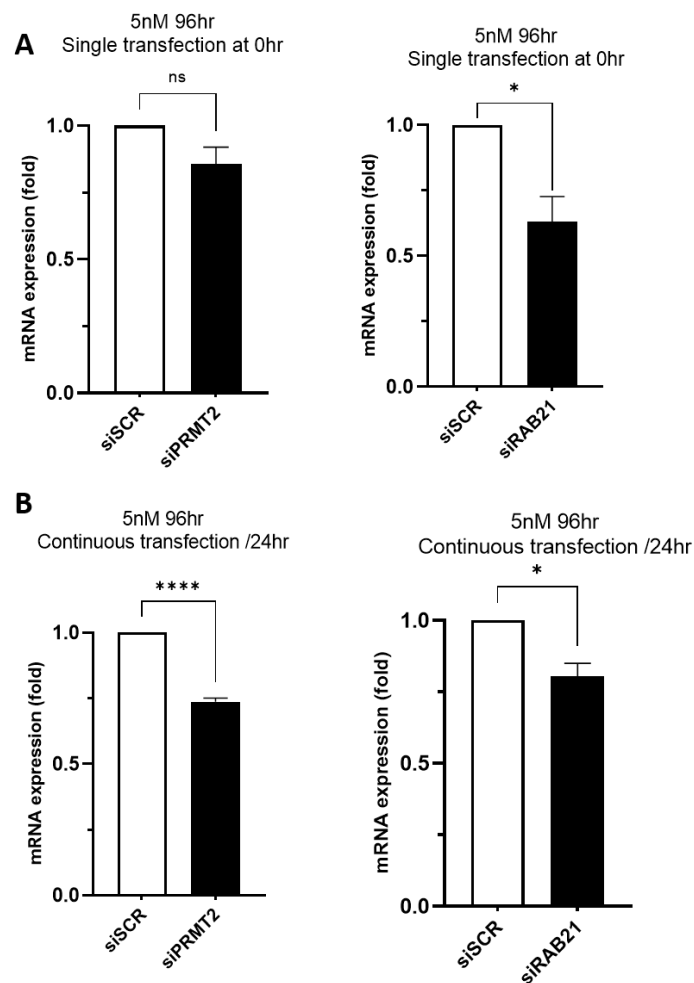 A
5nM 96hr
Single transfection at 0hr
ns
mRNA expression (fold)
1.0
0.5
0.0
siSCR
siPRMT2
5nM 96hr
Single transfection at 0hr
*
mRNA expression (fold)
1.0
0.5
0.0
siSCR
siRAB21
B
5nM 96hr
Continuous transfection /24hr
****
mRNA expression (fold)
1.0
0.5
0.0
siSCR
siPRMT2
5nM 96hr
Continuous transfection /24hr
*
mRNA expression (fold)
1.0
0.5
0.0
siSCR
siRAB21